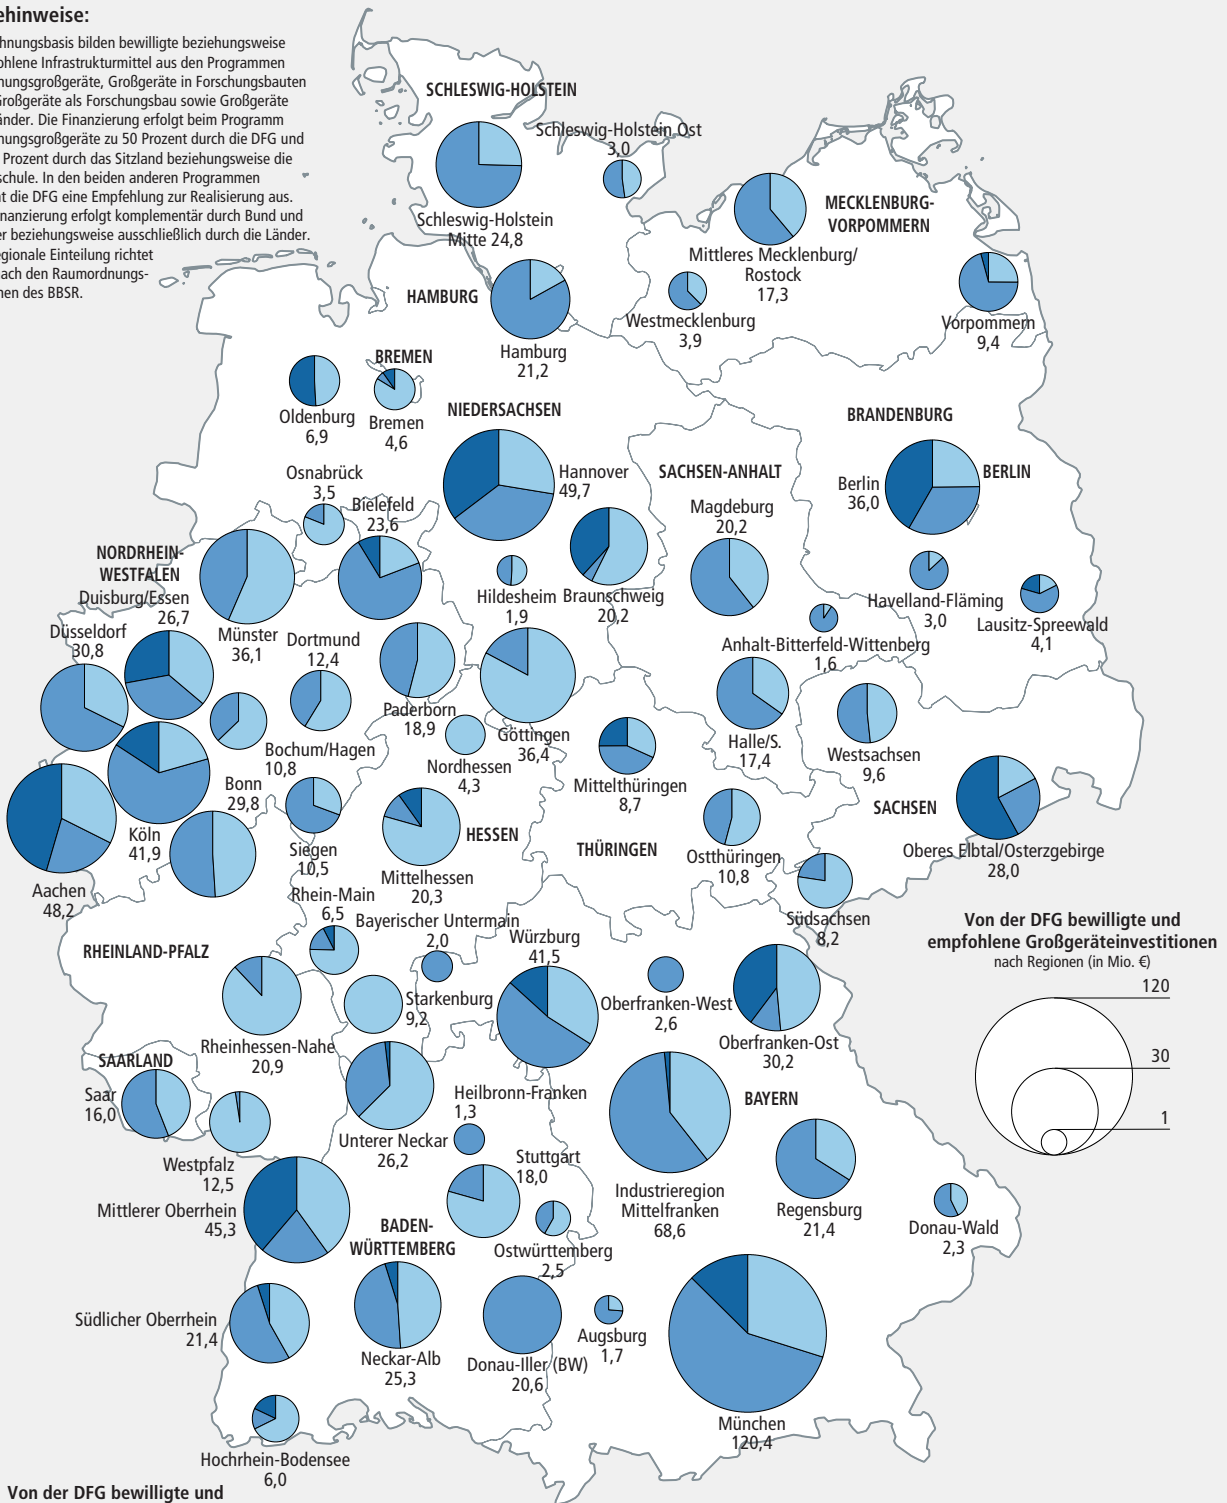 ehinweise:
hnungsbasis bilden bewilligte beziehungsweise
ohlene Infrastrukturmittel aus den Programmen
hungsgroßgeräte, Großgeräte in Forschungsbauten
Großgeräte als Forschungsbau sowie Großgeräte
änder. Die Finanzierung erfolgt beim Programm
hungsgroßgeräte zu 50 Prozent durch die DFG und
Prozent durch das Sitzland beziehungsweise die
schule. In den beiden anderen Programmen
ht die DFG eine Empfehlung zur Realisierung aus.
inanzierung erfolgt komplementär durch Bund und
er beziehungsweise ausschließlich durch die Länder.
egionale Einteilung richtet
nach den Raumordnungs-
nen des BBSR.
SCHLESWIG-HOLSTEIN
Schleswig-Holstein Ost
3,0
Schleswig-Holstein
Mitte 24,8
MECKLENBURG-
VORPOMMERN
Mittleres Mecklenburg/
Rostock
17,3
HAMBURG
Westmecklenburg
3,9
Vorpommern
9,4
Hamburg
21,2
BREMEN
Oldenburg
6,9
Bremen
4,6
NIEDERSACHSEN
BRANDENBURG
Hannover
49,7
SACHSEN-ANHALT
Berlin
36,0
BERLIN
Osnabrück
3,5
Bielefeld
23,6
Magdeburg
20,2
NORDRHEIN-
WESTFALEN
Duisburg/Essen
26,7
Hildesheim
1,9
Braunschweig
20,2
Havelland-Fläming
3,0
Lausitz-Spreewald
4,1
Düsseldorf
30,8
Münster
36,1
Dortmund
12,4
Anhalt-Bitterfeld-Wittenberg
1,6
Paderborn
18,9
Göttingen
36,4
Bochum/Hagen
10,8
Nordhessen
4,3
Halle/S.
17,4
Westsachsen
9,6
Bonn
29,8
Mittelthüringen
8,7
SACHSEN
Köln
41,9
Siegen
10,5
HESSEN
THÜRINGEN
Ostthüringen
10,8
Oberes Elbtal/Osterzgebirge
28,0
Aachen
48,2
Mittelhessen
20,3
Rhein-Main
6,5
Bayerischer Untermain
2,0
Südsachsen
8,2
Von der DFG bewilligte und
empfohlene Großgeräteinvestitionen
nach Regionen (in Mio. €)
120
30
1
RHEINLAND-PFALZ
Würzburg
41,5
Starkenburg
9,2
Oberfranken-West
2,6
Oberfranken-Ost
30,2
Rheinhessen-Nahe
20,9
SAARLAND
Saar
16,0
Heilbronn-Franken
1,3
BAYERN
Unterer Neckar
26,2
Westpfalz
12,5
Stuttgart
18,0
Industrieregion
Mittelfranken
68,6
Regensburg
21,4
Donau-Wald
2,3
Mittlerer Oberrhein
45,3
BADEN-
WÜRTTEMBERG
Ostwürttemberg
2,5
Südlicher Oberrhein
21,4
Neckar-Alb
25,3
Donau-Iller (BW)
20,6
Augsburg
1,7
München
120,4
Hochrhein-Bodensee
6,0
Von der DFG bewilligte und